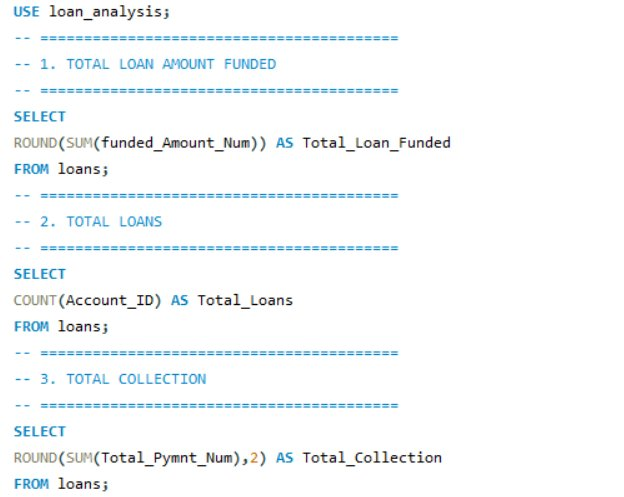 USE loan_analysis;
-- =========================================
-- 1. TOTAL LOAN AMOUNT FUNDED
-- =========================================
SELECT
ROUND(SUM(funded_Amount_Num)) AS Total_Loan_Funded
FROM loans;
-- =========================================
-- 2. TOTAL LOANS
-- =========================================
SELECT
COUNT(Account_ID) AS Total_Loans
FROM loans;
-- =========================================
-- 3. TOTAL COLLECTION
-- =========================================
SELECT
ROUND(SUM(Total_Pymnt_Num),2) AS Total_Collection
FROM loans;